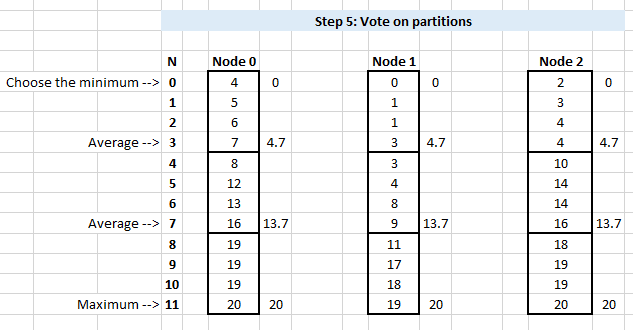 Step 5: Vote on partitions
N Node 0 Node 1 Node 2
Choose the minimum --> 0 4 0 0 0 2 0
1 5 1 3
2 6 1 4
Average --> 3 7 4.7 3 4.7 4 4.7
4 8 3 10
5 12 4 14
6 13 8 14
Average --> 7 16 13.7 9 13.7 16 13.7
8 19 11 18
9 19 17 19
10 19 18 19
Maximum --> 11 20 20 19 20 20 20